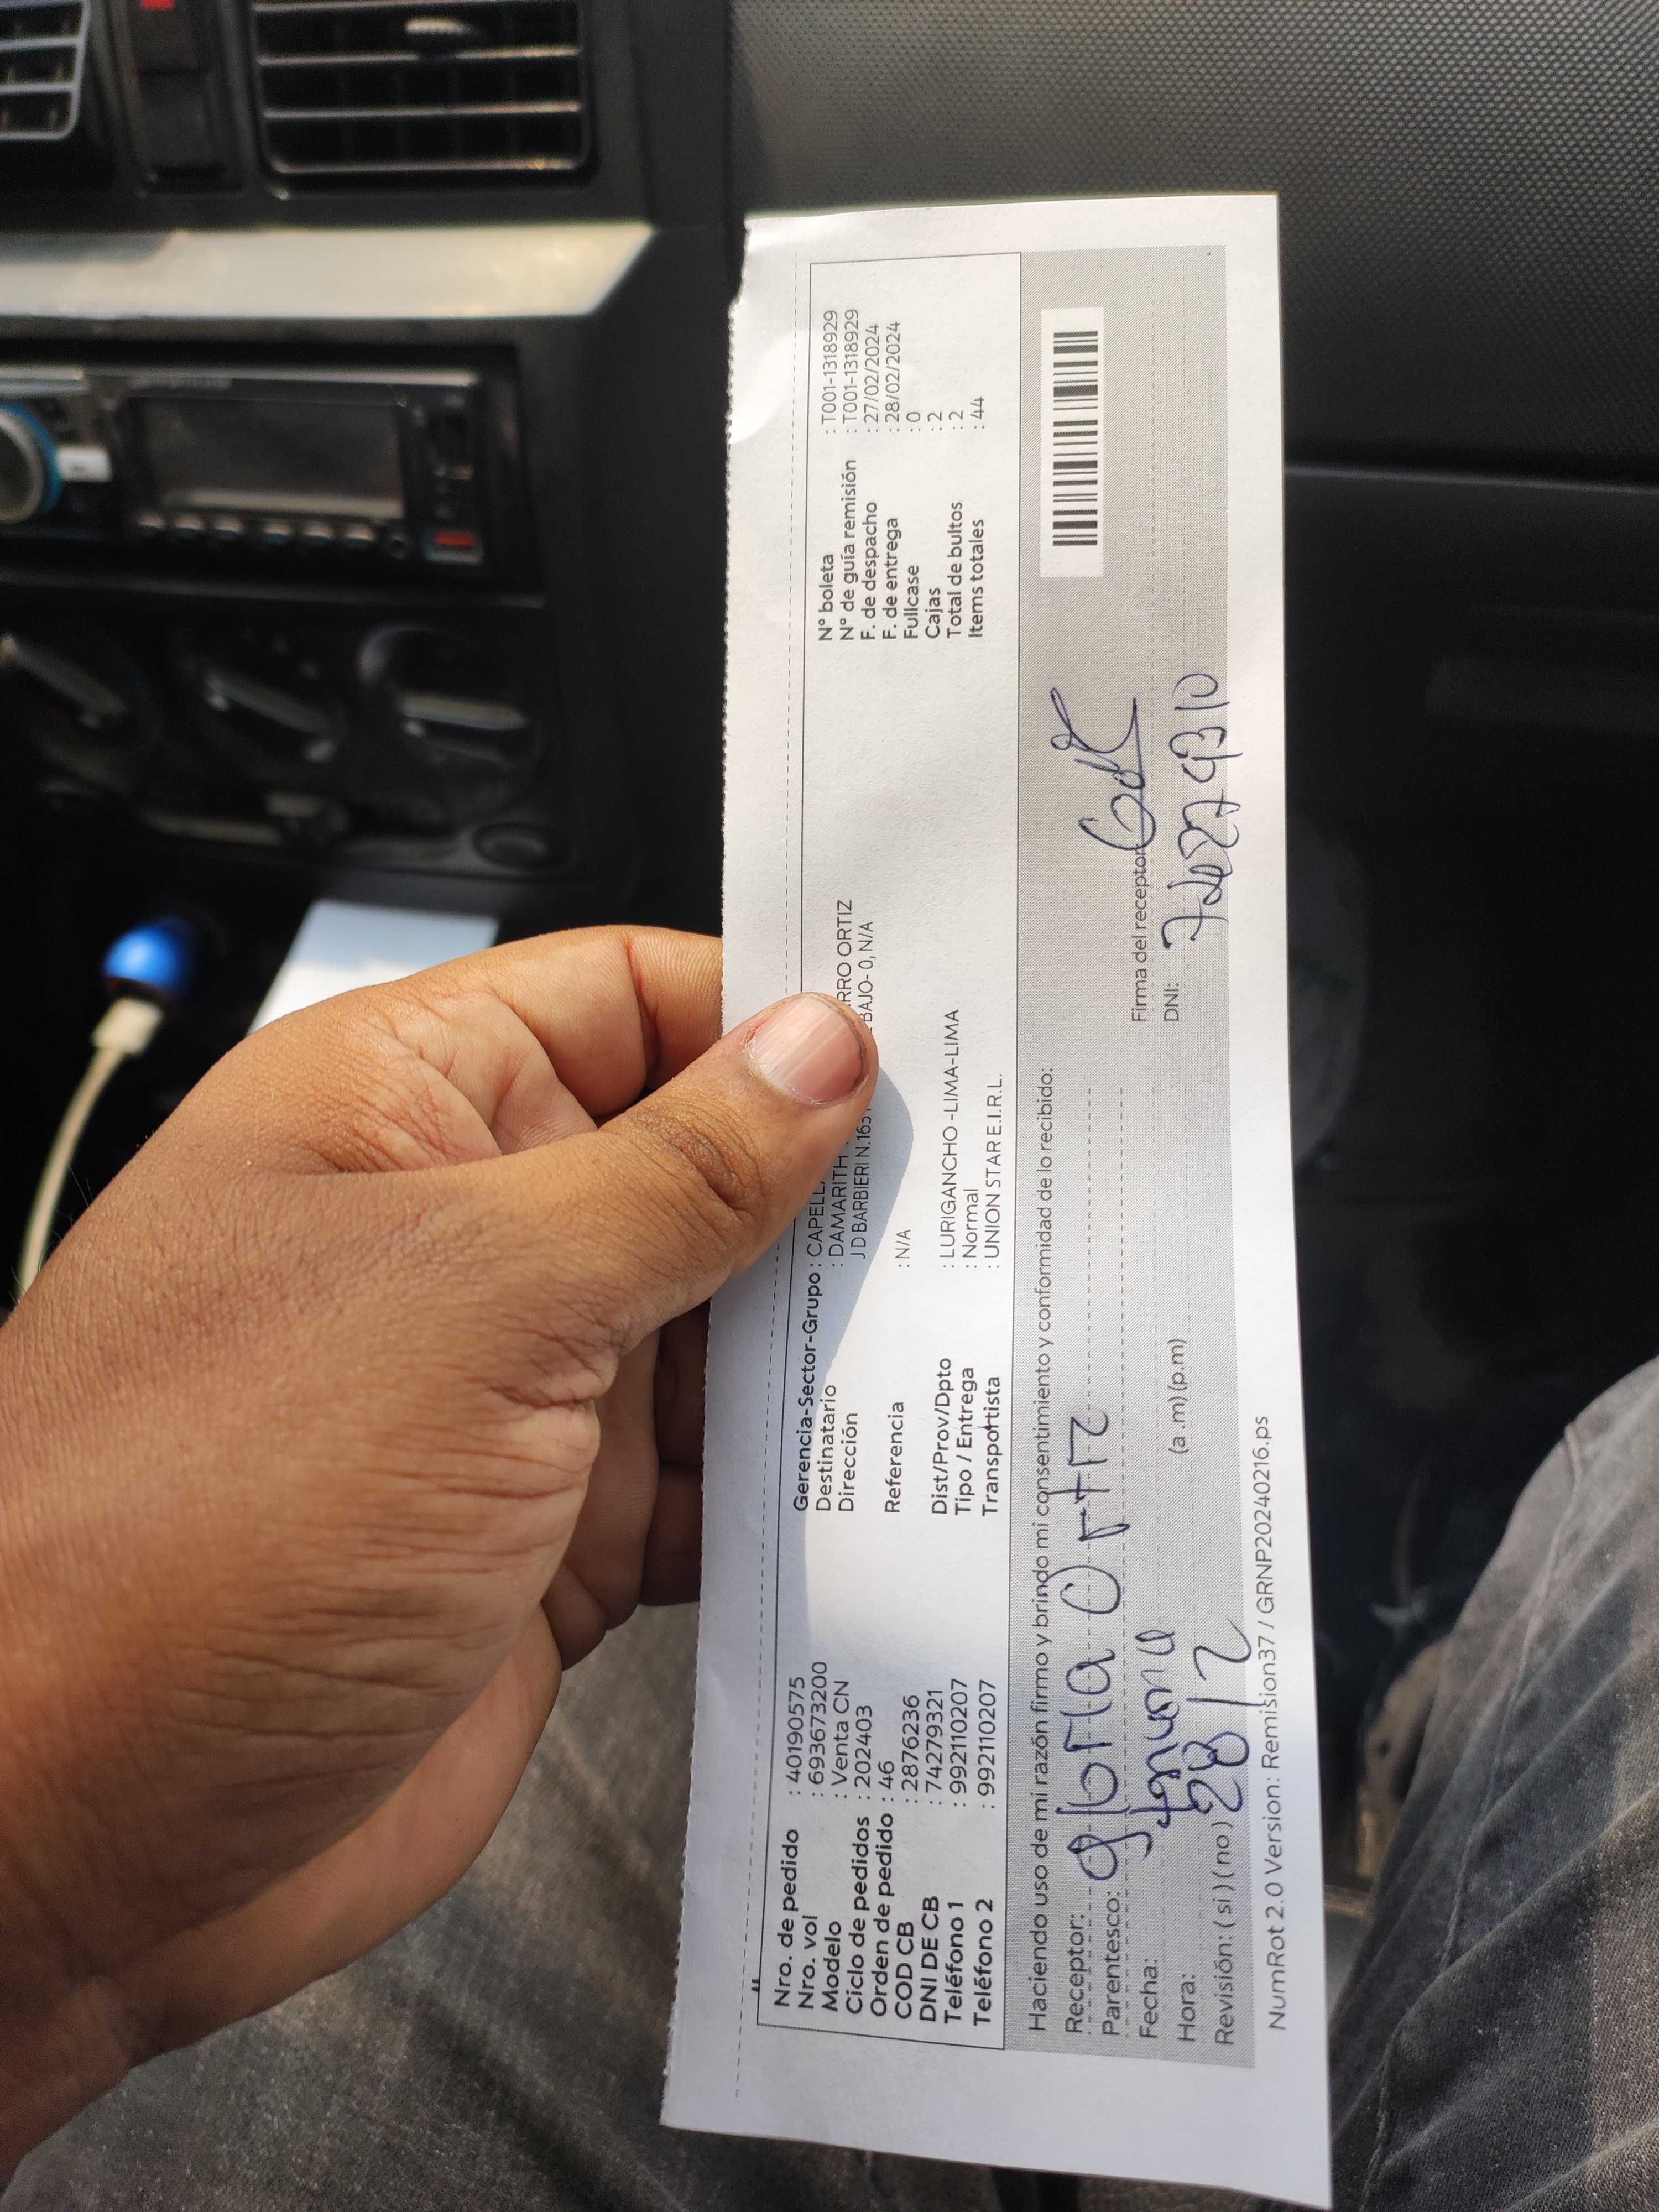 Nro. de pedido : 40190575
Nro. vol : 693673200
Modelo : Venta CN
Ciclo de pedidos : 202403
Orden de pedido : 46
COD CB : 2876236
DNI DE CB : 74279321
Teléfono 1 : 992110207
Teléfono 2 : 992110207
Gerencia-Sector-Grupo : CAPELL
Destinatario : DAMARITH RRO ORTIZ
Dirección JD BARBIERI N.163 BAJO- 0, N/A
Referencia : N/A
Dist/Prov/Dpto : LURIGANCHO -LIMA-LIMA
Tipo / Entrega : Normal
Transportista : UNION STAR E.I.R.L.
N° boleta : T001-1318929
N° de guía remisión : T001-1318929
F. de despacho : 27/02/2024
F. de entrega : 28/02/2024
Fullcase : 0
Cajas : 2
Total de bultos : 2
Items totales : 44
Haciendo uso de mi razón firmo y brindo mi consentimiento y conformidad de lo recibido:
Receptor: gloria Ortiz
Parentesco:
Fecha: 28/2
Hora: (a .m) (p.m)
Revisión: ( si ) ( no )
Firma del receptor
DNI:
NumRot 2.0 Version: Remision37 / GRNP20240216.ps